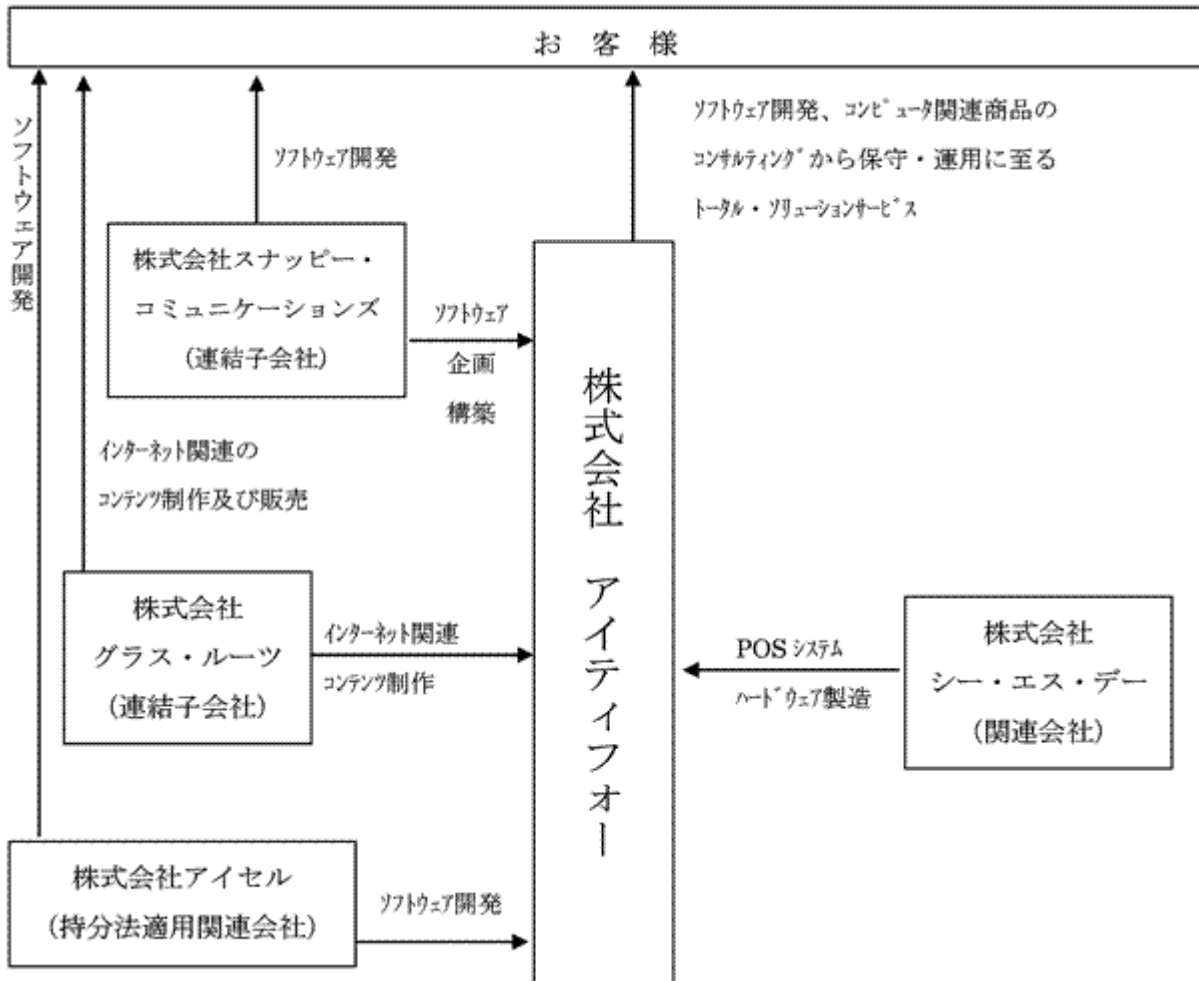 お 客 様
ソフトウェア開発
ソフトウェア開発
ソフトウェア開発、コンピュータ関連商品の
コンサルティングから保守・運用に至る
トータル・ソリューションサービス
株式会社スナッピー・
コミュニケーションズ
(連結子会社)
ソフトウェア
企画
構築
株式会社 アイティフォー
インターネット関連の
コンテンツ制作及び販売
株式会社
グラス・ルーツ
(連結子会社)
インターネット関連
コンテンツ制作
POS システム
ハードウェア製造
株式会社
シー・エス・デー
(関連会社)
株式会社アイセル
(持分法適用関連会社)
ソフトウェア開発